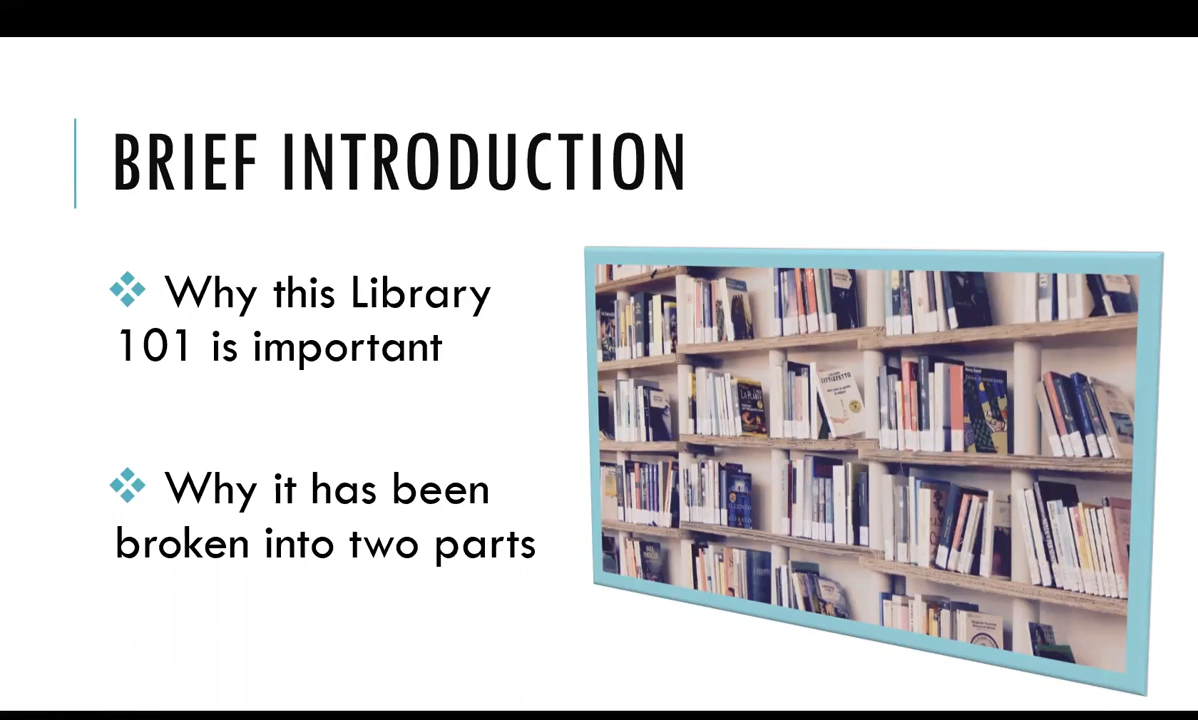 BRIEF INTRODUCTION
Why this Library
101 is important
Why it has been
broken into two parts